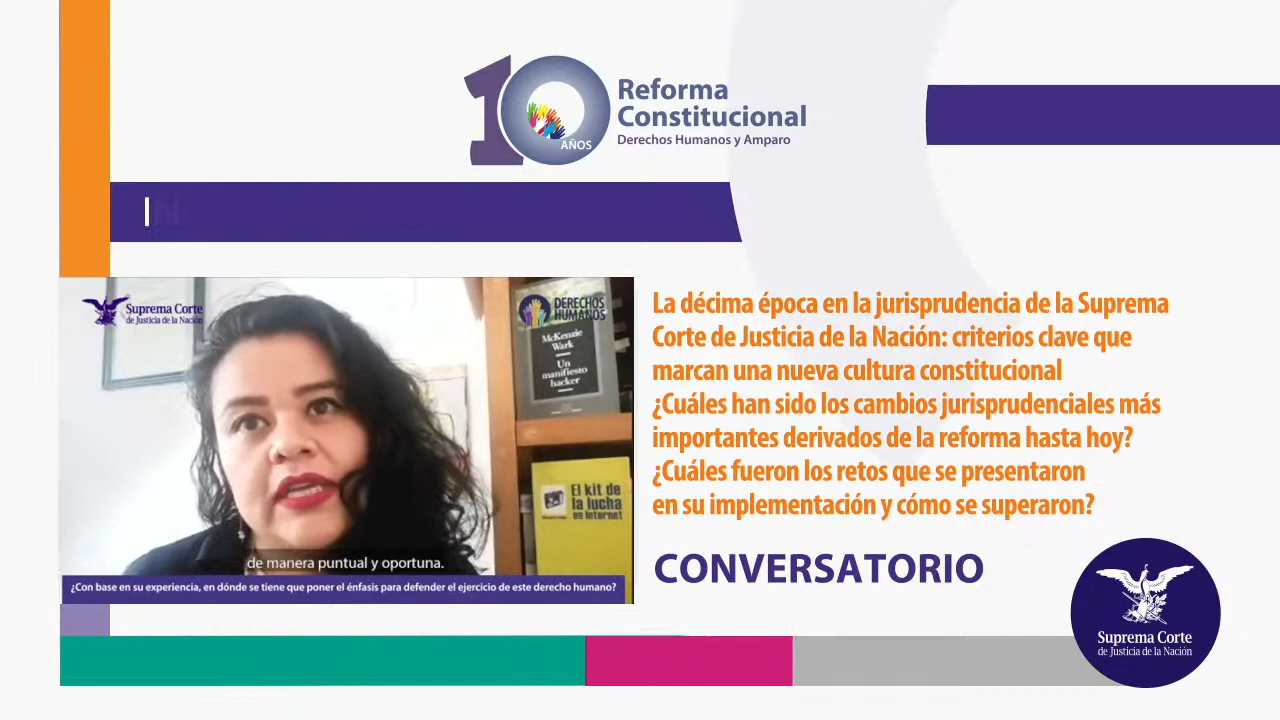 10
AÑOS
Reforma
Constitucional
Derechos Humanos y Amparo
Suprema Corte
de Justicia de la Nación
DERECHOS
HUMANOS
McKenzie
Wark
Un
manifiesto
hacker
El kit de
la lucha
en Internet
de manera puntual y oportuna.
¿Con base en su experiencia, en dónde se tiene que poner el énfasis para defender el ejercicio de este derecho humano?
La décima época en la jurisprudencia de la Suprema
Corte de Justicia de la Nación: criterios clave que
marcan una nueva cultura constitucional
¿Cuáles han sido los cambios jurisprudenciales más
importantes derivados de la reforma hasta hoy?
¿Cuáles fueron los retos que se presentaron
en su implementación y cómo se superaron?
CONVERSATORIO
Suprema Corte
de Justicia de la Nación